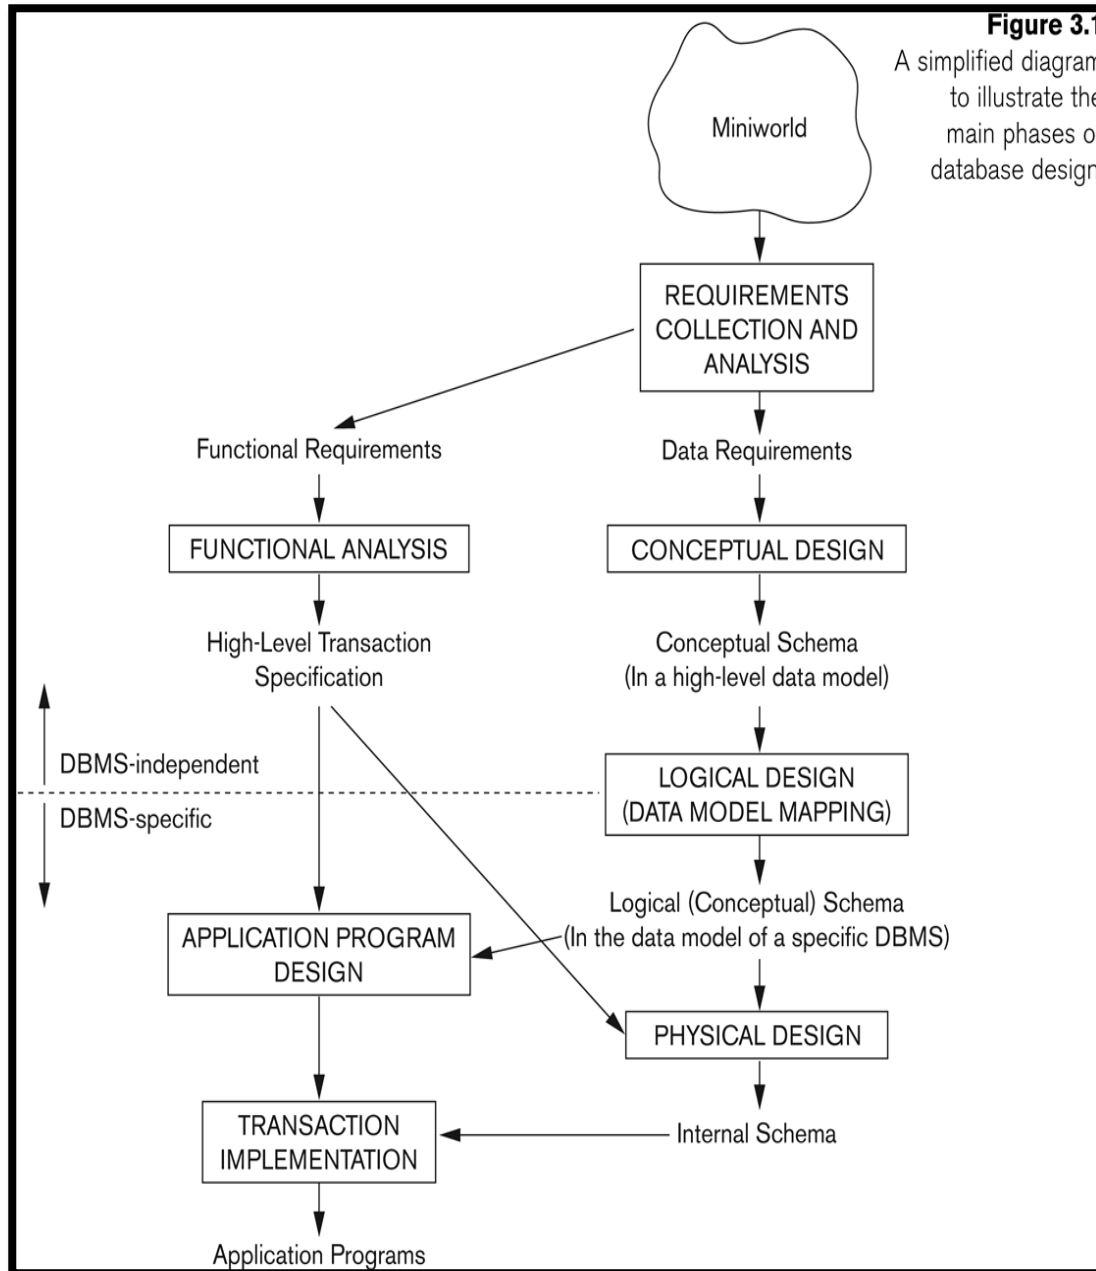 Figure 3.1
A simplified diagram
to illustrate the
main phases o
database design
Miniworld
REQUIREMENTS
COLLECTION AND
ANALYSIS
Functional Requirements
Data Requirements
FUNCTIONAL ANALYSIS
CONCEPTUAL DESIGN
High-Level Transaction
Specification
Conceptual Schema
(In a high-level data model)
DBMS-independent
DBMS-specific
LOGICAL DESIGN
(DATA MODEL MAPPING)
Logical (Conceptual) Schema
(In the data model of a specific DBMS)
APPLICATION PROGRAM
DESIGN
PHYSICAL DESIGN
TRANSACTION
IMPLEMENTATION
Internal Schema
Application Programs